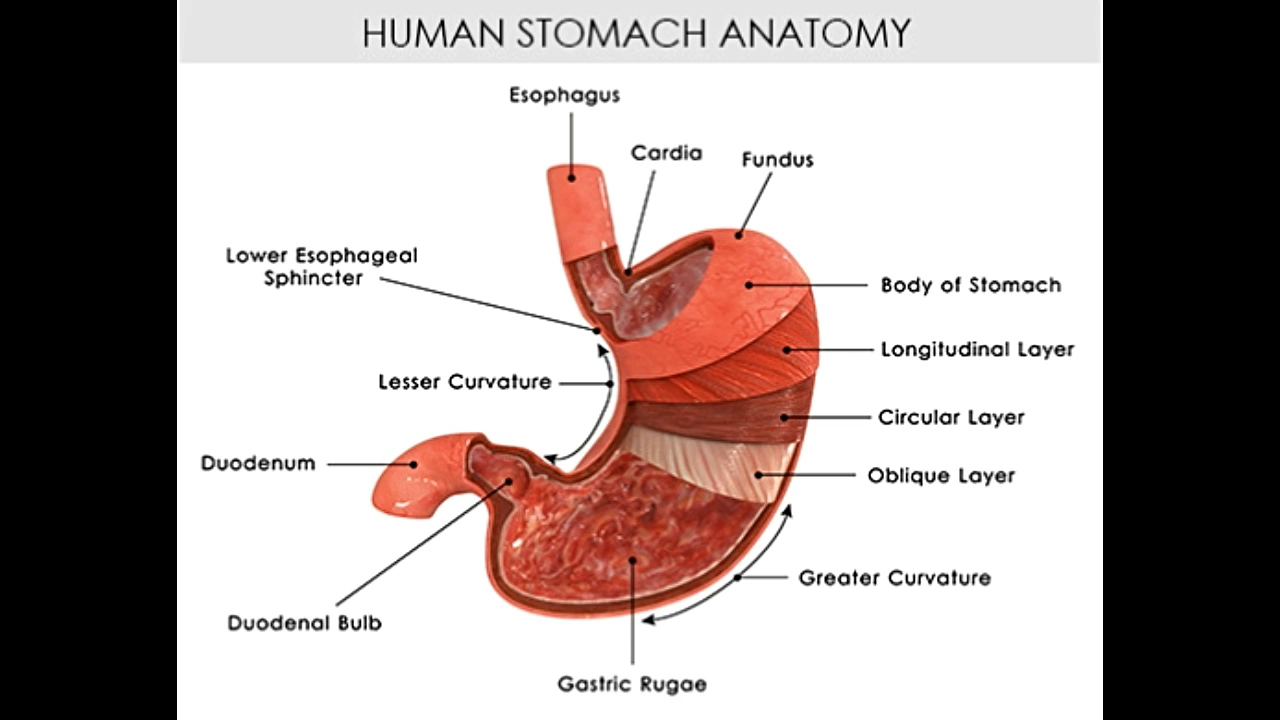 HUMAN STOMACH ANATOMY
Esophagus
Cardia
Fundus
Lower Esophageal
Sphincter
Body of Stomach
Longitudinal Layer
Lesser Curvature
Circular Layer
Duodenum
Oblique Layer
Greater Curvature
Duodenal Bulb
Gastric Rugae